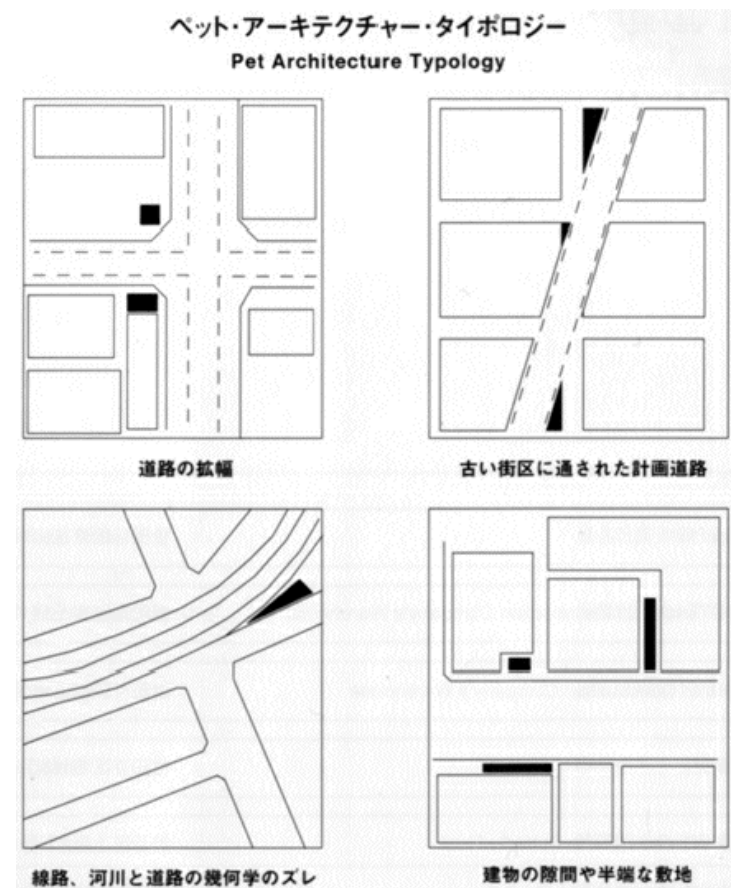 ペット・アーキテクチャー・タイポロジー
Pet Architecture Typology
道路の拡幅
古い街区に通された計画道路
線路、河川と道路の幾何学のズレ
建物の隙間や半端な敷地